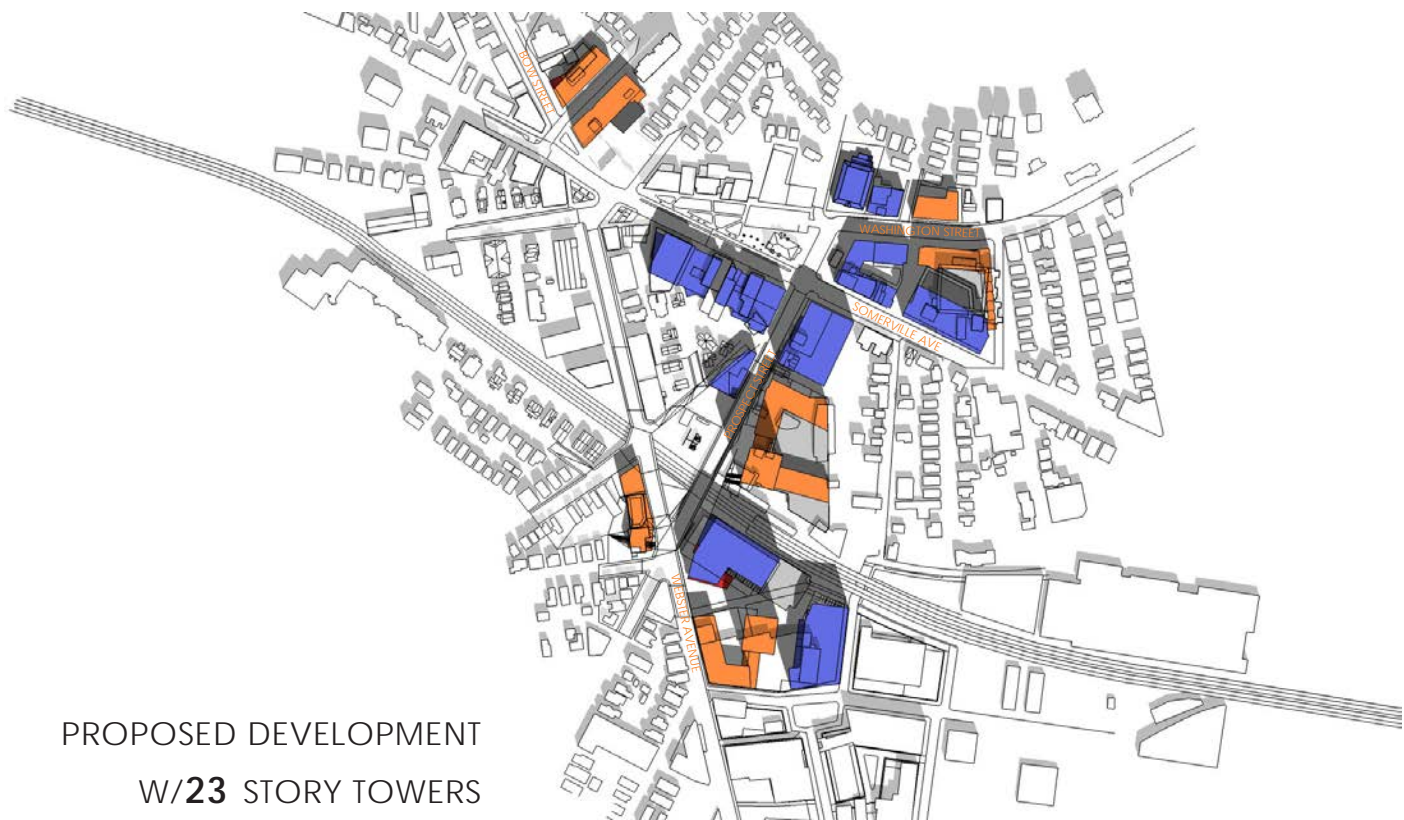 BOW STREET
WASHINGTON STREET
SOMERVILLE AVE
PROSPECT STREET
WEBSTER AVENUE
PROPOSED DEVELOPMENT
W/23 STORY TOWERS